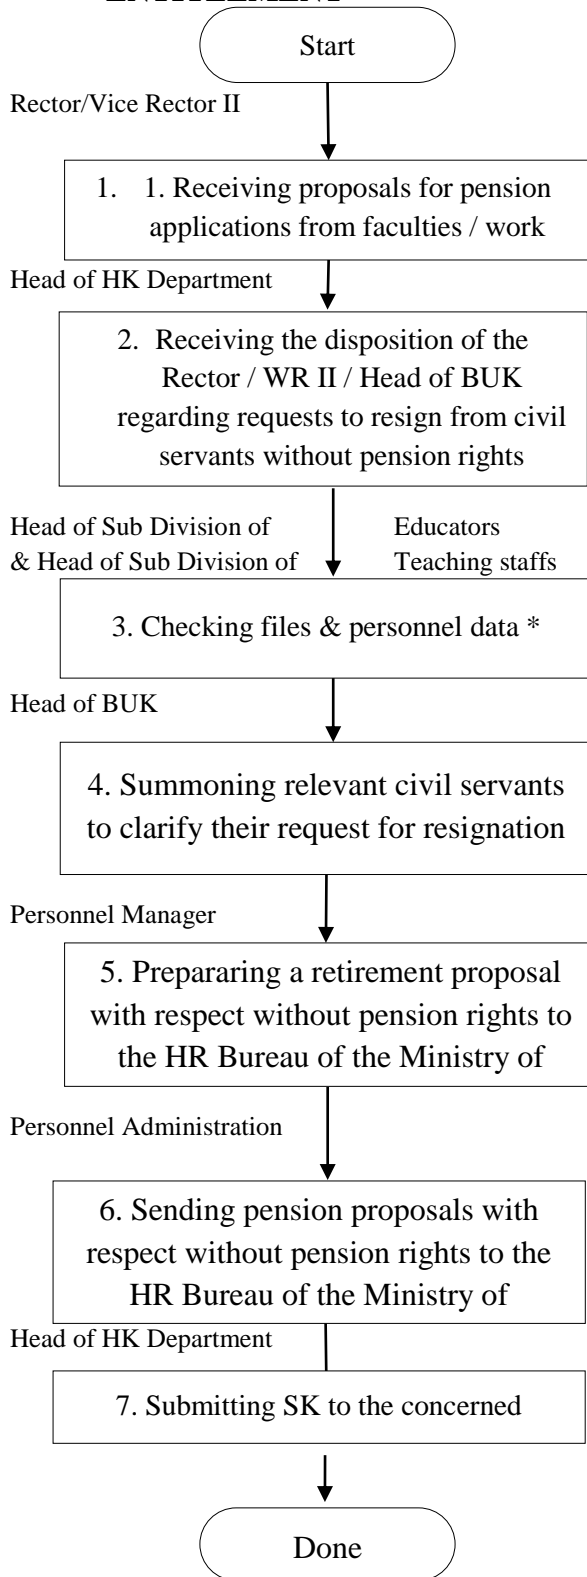 Start
Rector/Vice Rector II
1. 1. Receiving proposals for pension
applications from faculties / work
Head of HK Department
2. Receiving the disposition of the
Rector / WR II / Head of BUK
regarding requests to resign from civil
servants without pension rights
Head of Sub Division of Educators
& Head of Sub Division of Teaching staffs
3. Checking files & personnel data *
Head of BUK
4. Summoning relevant civil servants
to clarify their request for resignation
Personnel Manager
5. Prepararing a retirement proposal
with respect without pension rights to
the HR Bureau of the Ministry of
Personnel Administration
6. Sending pension proposals with
respect without pension rights to the
HR Bureau of the Ministry of
Head of HK Department
7. Submitting SK to the concerned
Done